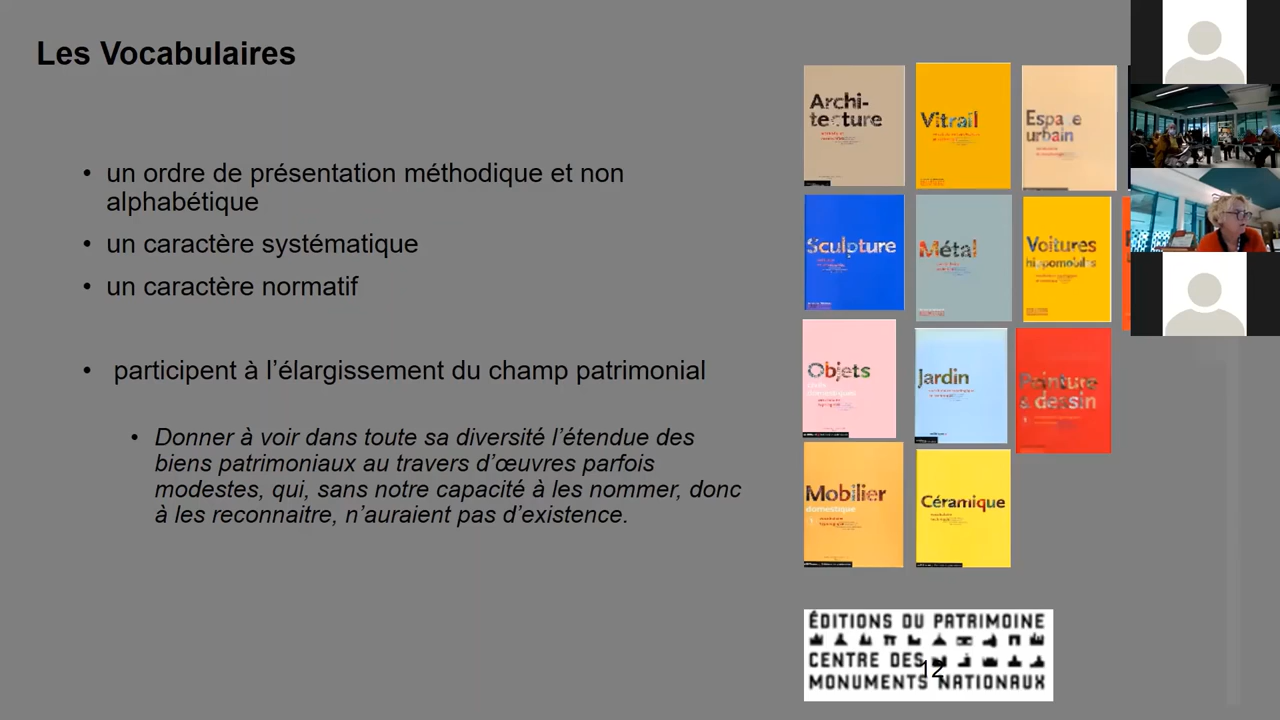 Les Vocabulaires
• un ordre de présentation méthodique et non
alphabétique
• un caractère systématique
• un caractère normatif
• participent à l’élargissement du champ patrimonial
• Donner à voir dans toute sa diversité l’étendue des
biens patrimoniaux au travers d’œuvres parfois
modestes, qui, sans notre capacité à les nommer, donc
à les reconnaitre, n’auraient pas d’existence.
Archi-
tecture
Vitrail
Espace
urbain
Sculpture
Métal
Voitures
hippomobiles
Objets
Jardin
Peinture
& dessin
Mobilier
domestique
Céramique
ÉDITIONS DU PATRIMOINE
CENTRE DES
MONUMENTS NATIONAUX
12